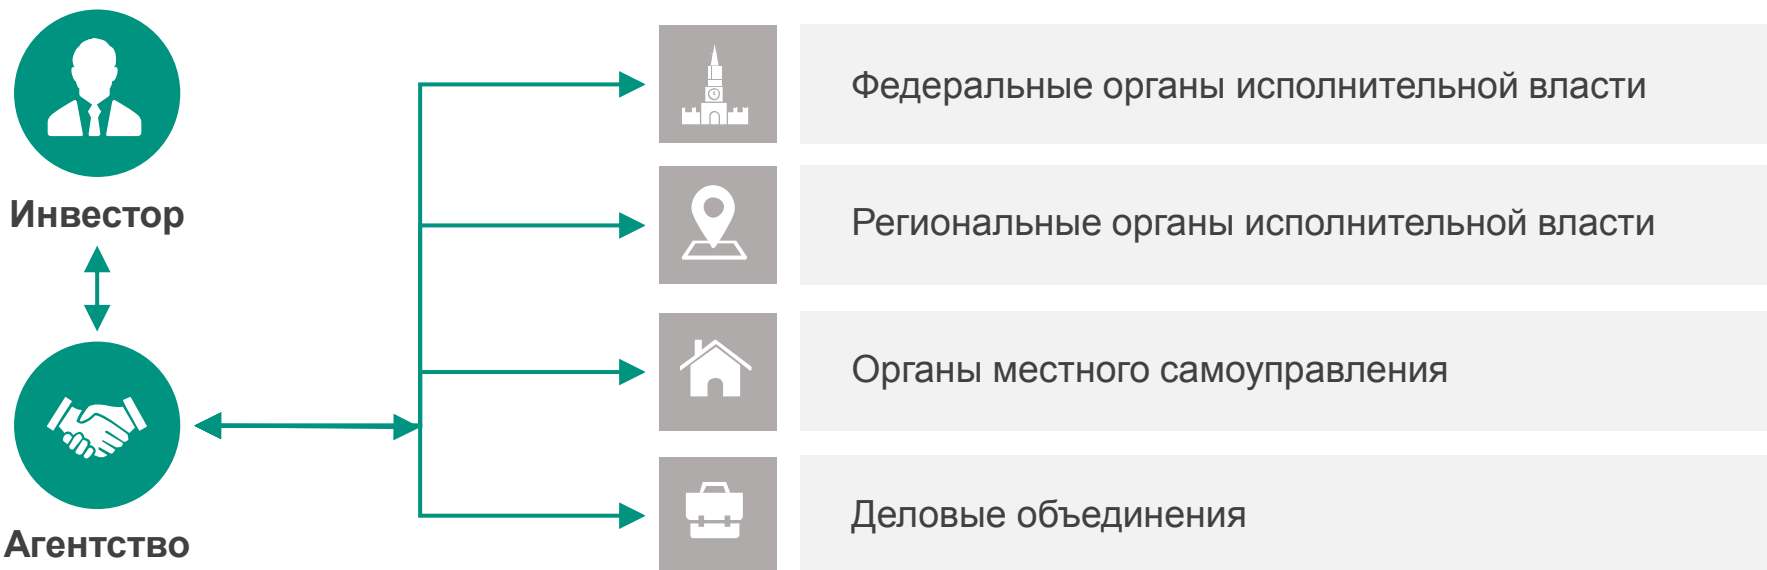 Инвестор
Агентство
Федеральные органы исполнительной власти
Региональные органы исполнительной власти
Органы местного самоуправления
Деловые объединения